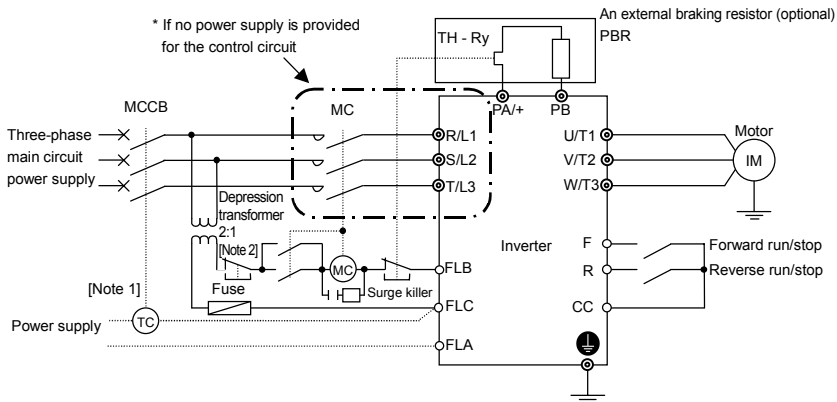 An external braking resistor (optional)
* If no power supply is provided
for the control circuit
TH - Ry
PBR
MCCB
MC
PA/+
PB
Three-phase
main circuit
power supply
R/L1
S/L2
T/L3
U/T1
V/T2
W/T3
Motor
IM
Depression
transformer
2:1
[Note 2]
Inverter
F
Forward run/stop
R
Reverse run/stop
MC
FLB
[Note 1]
Fuse
Surge killer
FLC
CC
Power supply
TC
FLA